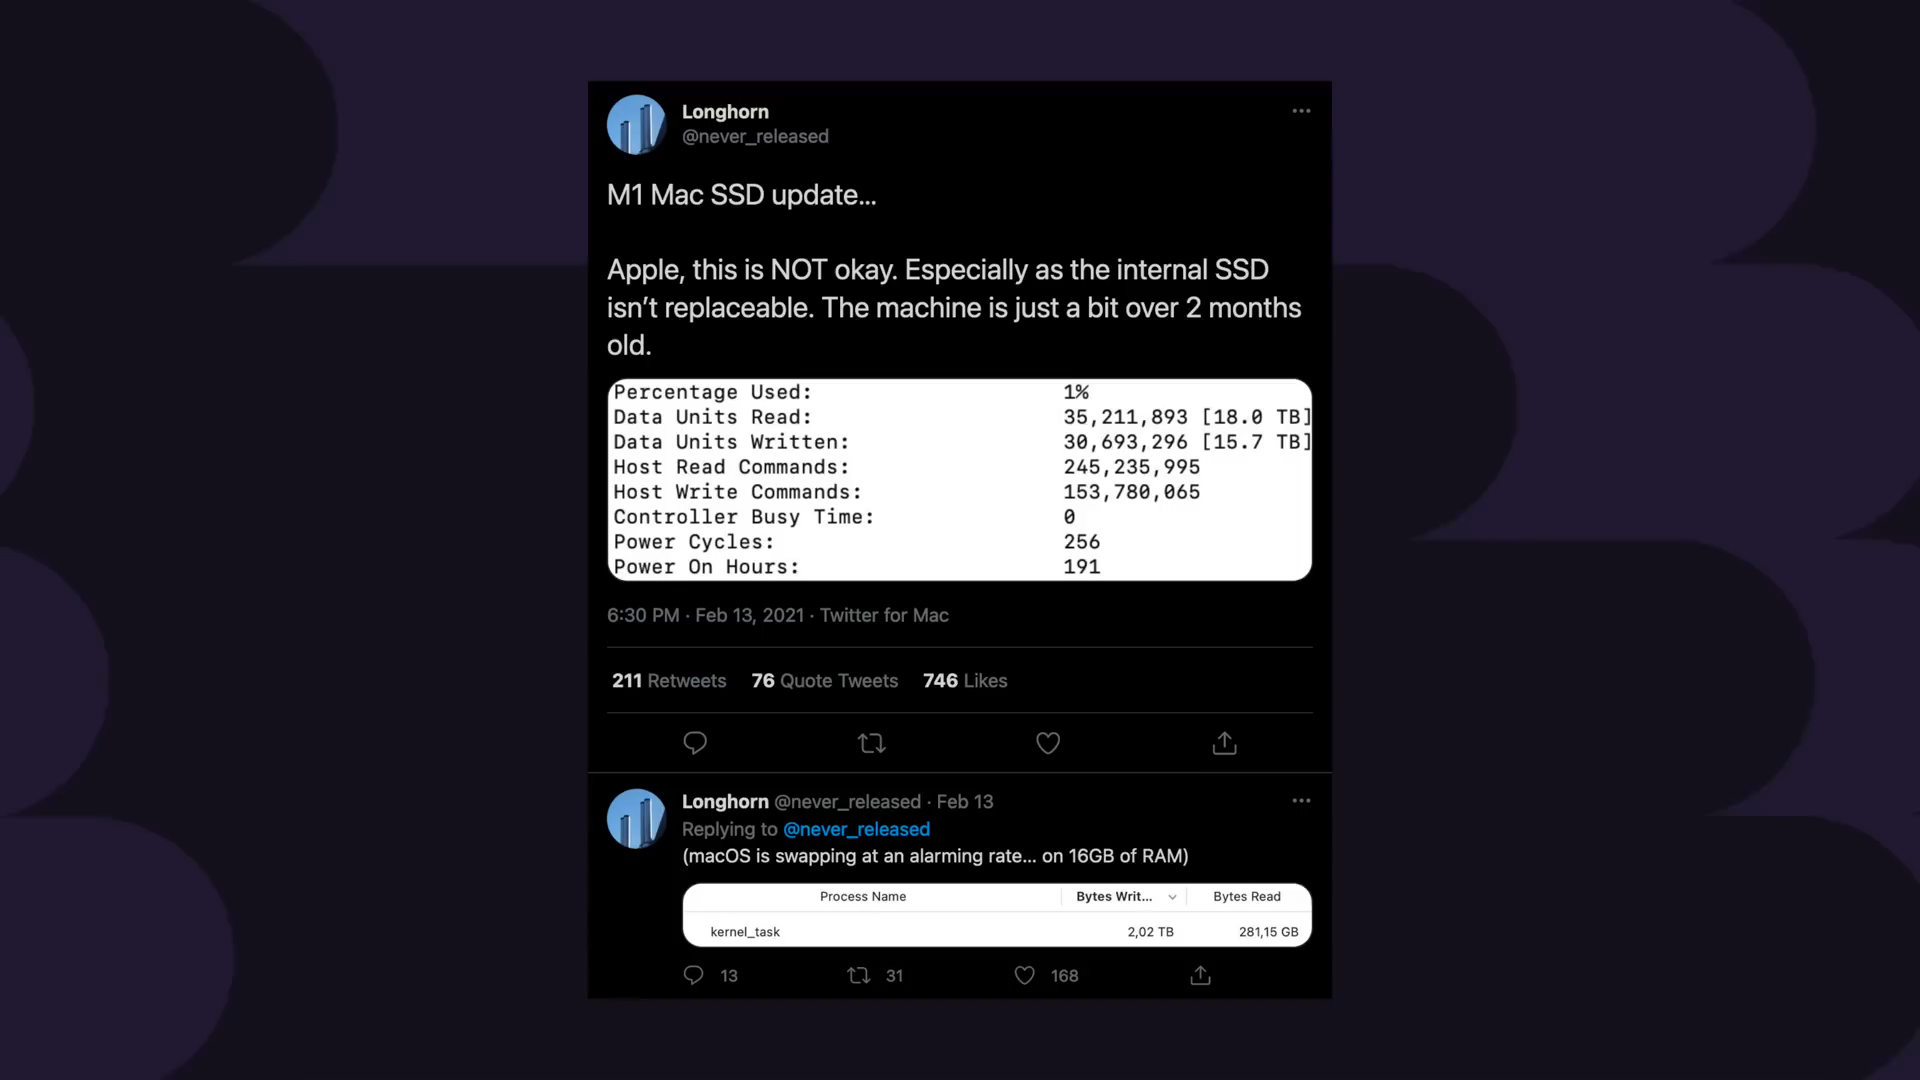 Longhorn
@never_released
M1 Mac SSD update...
Apple, this is NOT okay. Especially as the internal SSD
isn’t replaceable. The machine is just a bit over 2 months
old.
Percentage Used: 1%
Data Units Read: 35,211,893 [18.0 TB]
Data Units Written: 30,693,296 [15.7 TB]
Host Read Commands: 245,235,995
Host Write Commands: 153,780,065
Controller Busy Time: 0
Power Cycles: 256
Power On Hours: 191
6:30 PM · Feb 13, 2021 · Twitter for Mac
211 Retweets 76 Quote Tweets 746 Likes
Longhorn @never_released · Feb 13
Replying to @never_released
(macOS is swapping at an alarming rate... on 16GB of RAM)
Process Name Bytes Writ... Bytes Read
kernel_task 2,02 TB 281,15 GB
13 31 168